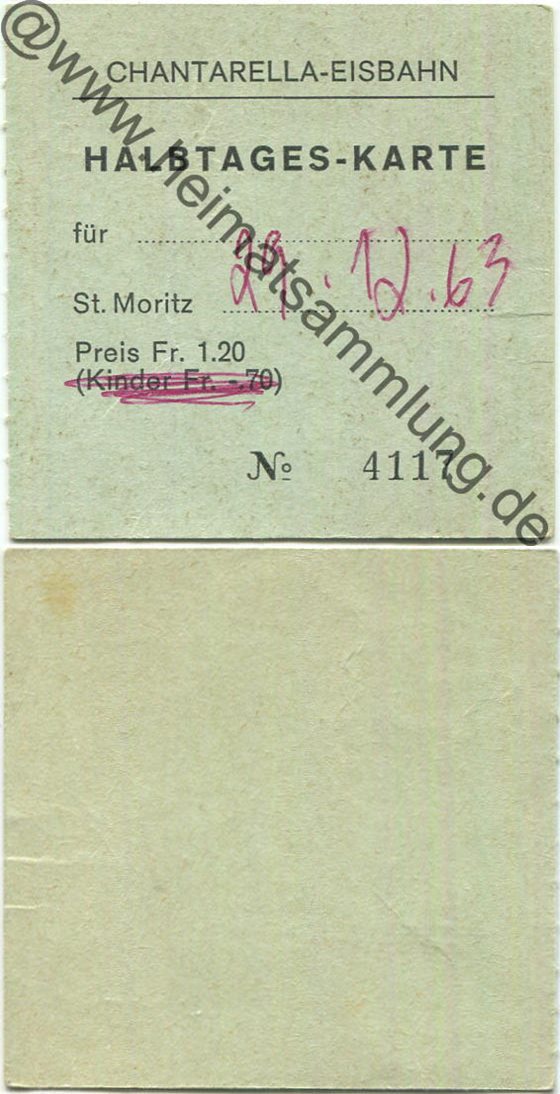 CHANTARELLA-EISBAHN
HALBTAGES-KARTE
für
29.12.63
St. Moritz
Preis Fr. 1.20
(Kinder Fr. -.70)
№ 4117
@www.heimatsammlung.de